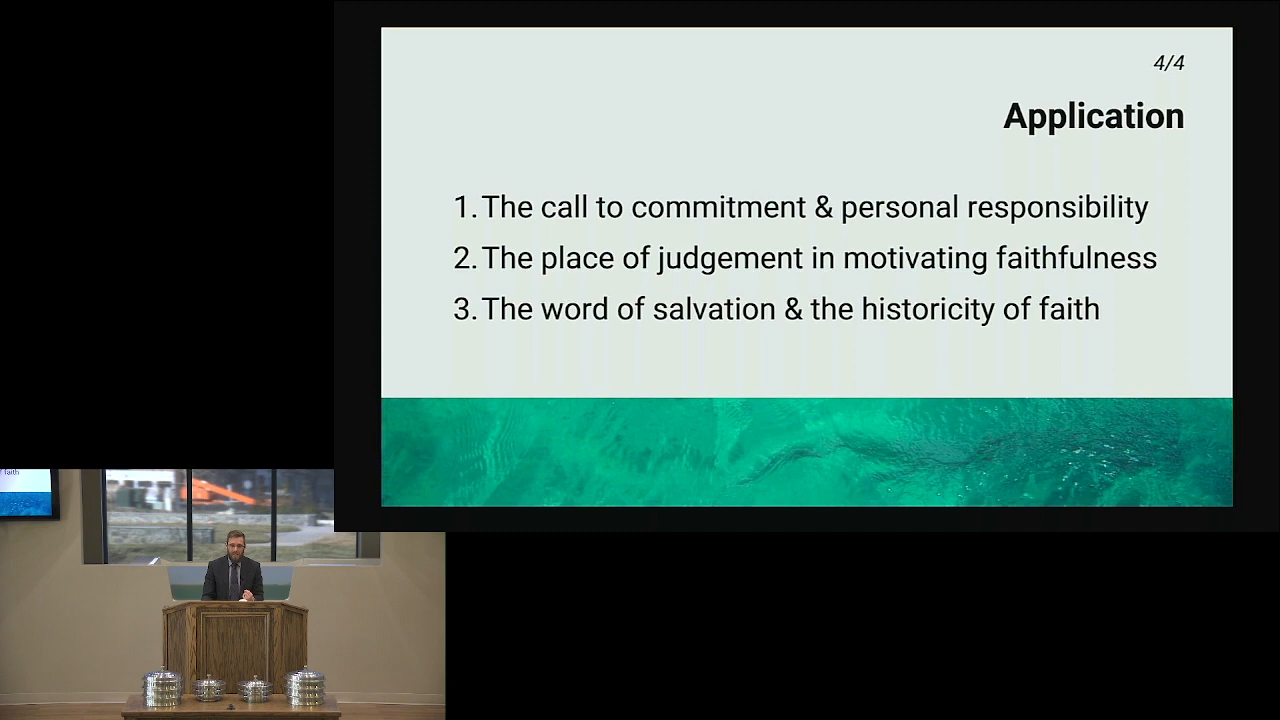 4/4
Application
1. The call to commitment & personal responsibility
2. The place of judgement in motivating faithfulness
3. The word of salvation & the historicity of faith
faith